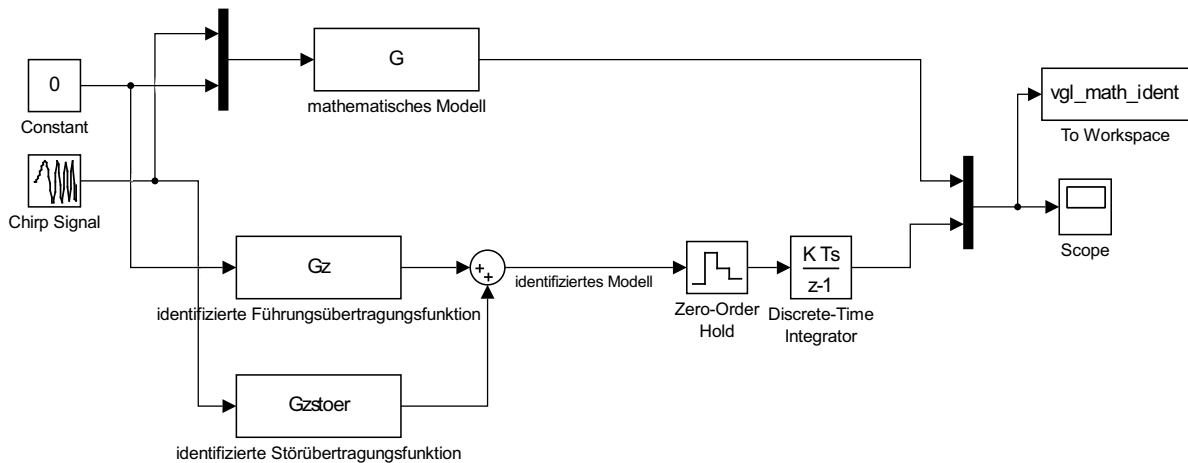 G
mathematisches Modell
0
Constant
Chirp Signal
vgl_math_ident
To Workspace
Scope
Gz
identifizierte Führungsübertragungsfunktion
++
identifiziertes Modell
Zero-Order
Hold
K Ts
z-1
Discrete-Time
Integrator
Gzstoer
identifizierte Störübertragungsfunktion